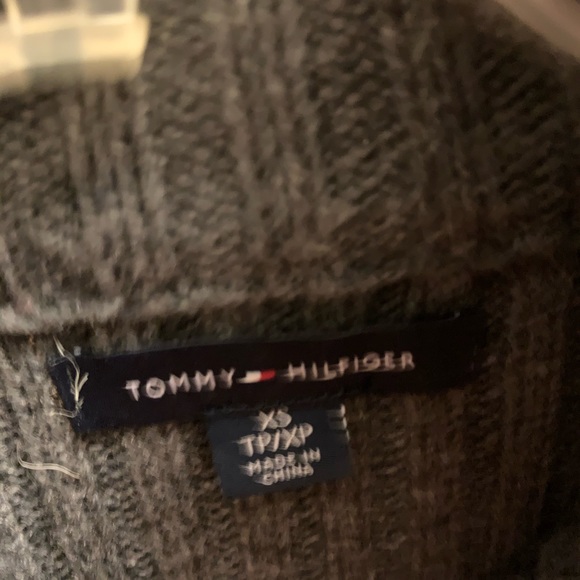 TOMMY HILFIGER
XS
TP/XP
MADE IN
CHINA